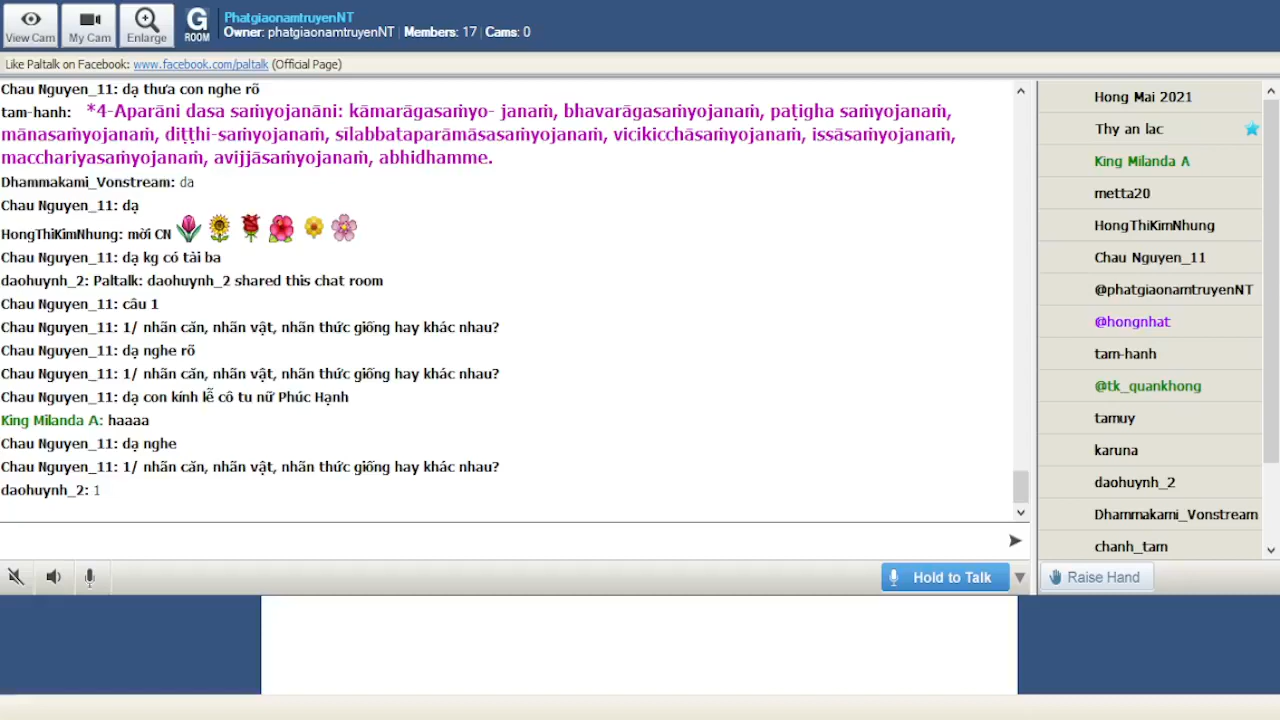 View Cam
My Cam
Enlarge
G
ROOM
PhatgiaonamtruyenNT
Owner: phatgiaonamtruyenNT | Members: 17 | Cams: 0
Like Paltalk on Facebook: www.facebook.com/paltalk (Official Page)
Chau Nguyen_11: dạ thưa con nghe rõ
tam-hanh: *4-Aparāni dasa saṁyojanāni: kāmarāgasaṁyo- janaṁ, bhavarāgasaṁyojanaṁ, paṭigha saṁyojanaṁ,
mānasaṁyojanaṁ, diṭṭhi-saṁyojanaṁ, sīlabbataparāmāsasaṁyojanaṁ, vicikicchāsaṁyojanaṁ, issāsaṁyojanaṁ,
macchariyasaṁyojanaṁ, avijjāsaṁyojanaṁ, abhidhamme.
Dhammakami_Vonstream: da
Chau Nguyen_11: dạ
HongThiKimNhung: mời CN
Chau Nguyen_11: dạ kg có tài ba
daohuynh_2: Paltalk: daohuynh_2 shared this chat room
Chau Nguyen_11: câu 1
Chau Nguyen_11: 1/ nhãn căn, nhãn vật, nhãn thức giống hay khác nhau?
Chau Nguyen_11: dạ nghe rõ
Chau Nguyen_11: 1/ nhãn căn, nhãn vật, nhãn thức giống hay khác nhau?
Chau Nguyen_11: dạ con kính lễ cô tu nữ Phúc Hạnh
King Milanda A: haaaa
Chau Nguyen_11: dạ nghe
Chau Nguyen_11: 1/ nhãn căn, nhãn vật, nhãn thức giống hay khác nhau?
daohuynh_2: 1
Hold to Talk
Hong Mai 2021
Thy an lac
King Milanda A
metta20
HongThiKimNhung
Chau Nguyen_11
@phatgiaonamtruyenNT
@hongnhat
tam-hanh
@tk_quankhong
tamuy
karuna
daohuynh_2
Dhammakami_Vonstream
chanh_tam
Raise Hand